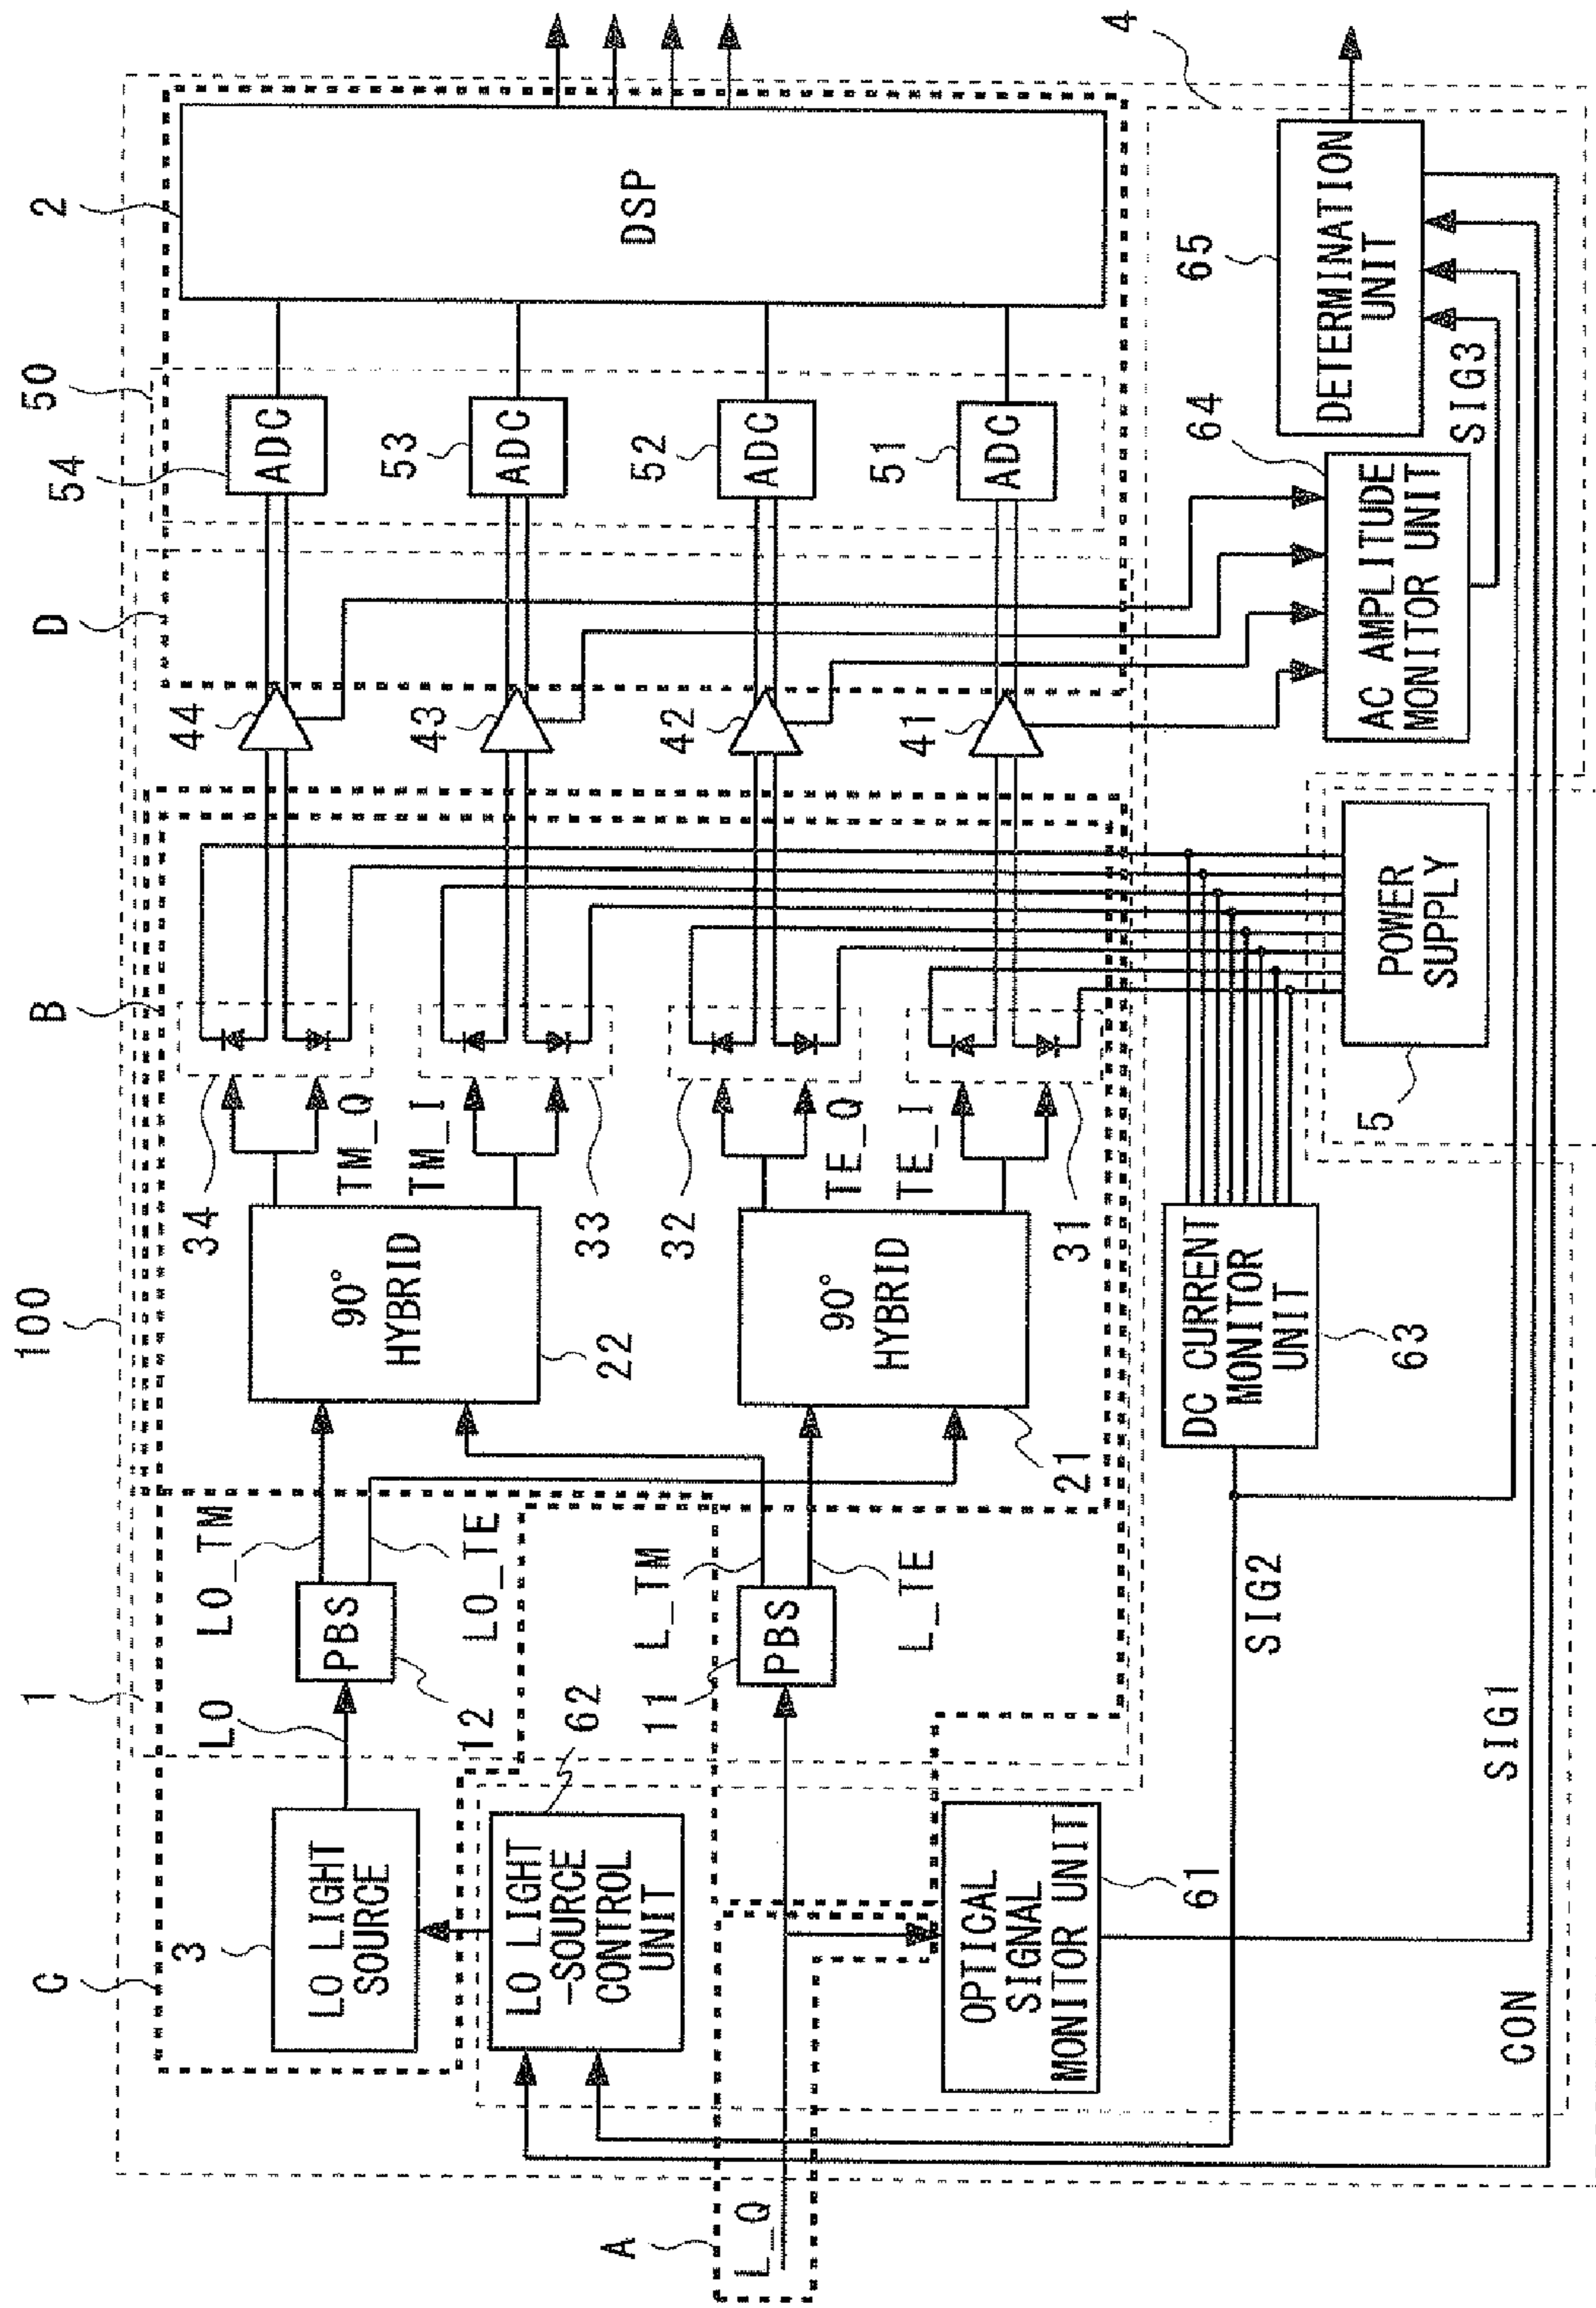 100
1
2
50
D
B
C
A
3
LO LIGHT
SOURCE
LO
LO_TM
LO_TE
PBS
12
90°
HYBRID
22
34
TM_Q
TM_I
33
44
43
54
ADC
53
ADC
DSP
LO LIGHT
-SOURCE
CONTROL
UNIT
62
L_Q
11
PBS
L_TM
L_TE
90°
HYBRID
21
32
TE_Q
TE_I
31
42
41
52
ADC
51
ADC
OPTICAL
SIGNAL
MONITOR UNIT
61
DC CURRENT
MONITOR
UNIT
63
POWER
SUPPLY
5
AC AMPLITUDE
MONITOR UNIT
64
DETERMINATION
UNIT
65
4
SIG3
SIG2
SIG1
CON